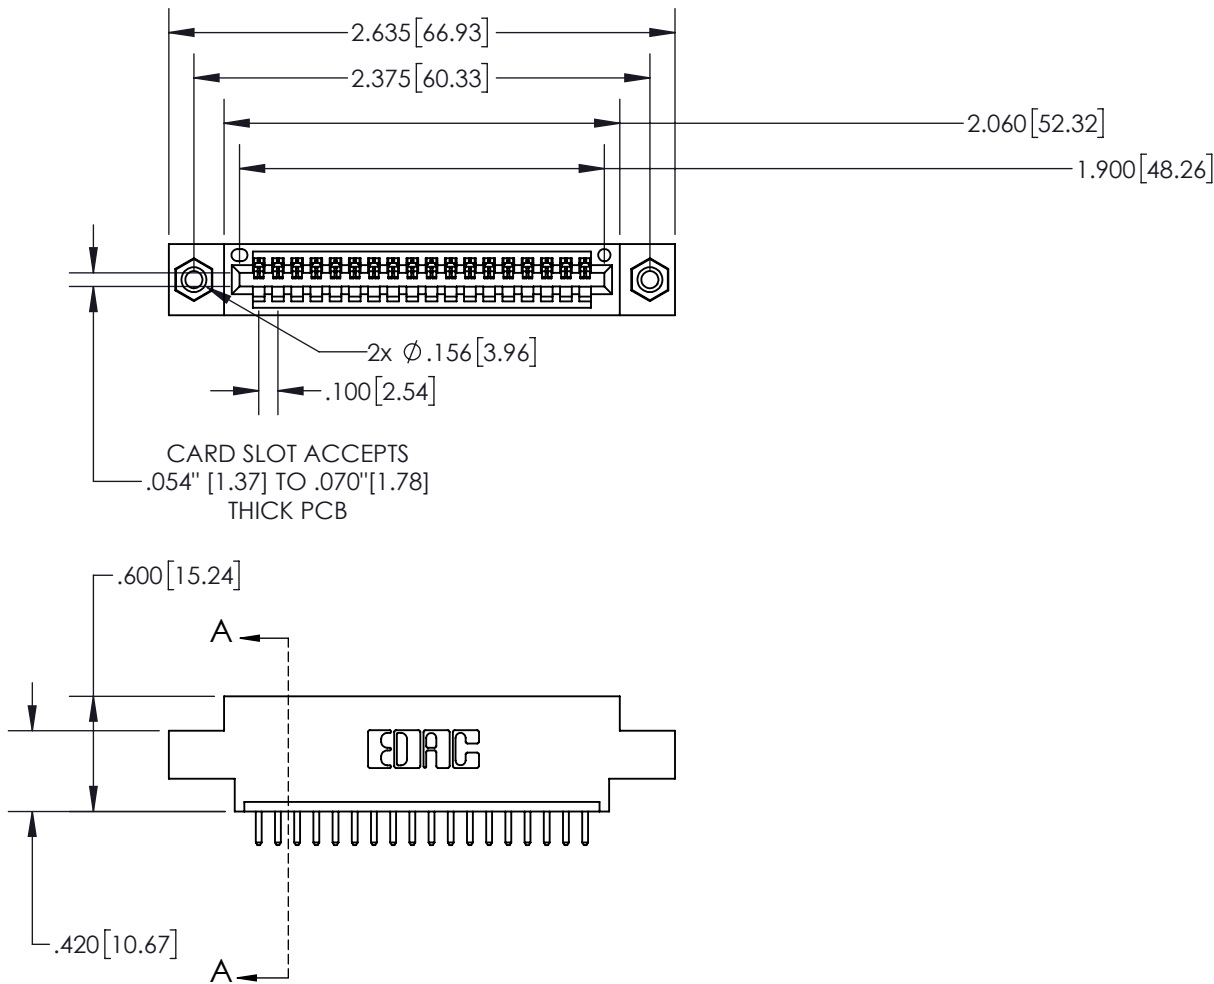 2.635[66.93]
2.375[60.33]
2.060[52.32]
1.900[48.26]
2x ∅.156[3.96]
.100[2.54]
CARD SLOT ACCEPTS
.054" [1.37] TO .070"[1.78]
THICK PCB
.600[15.24]
A
EDAC
.420[10.67]
A